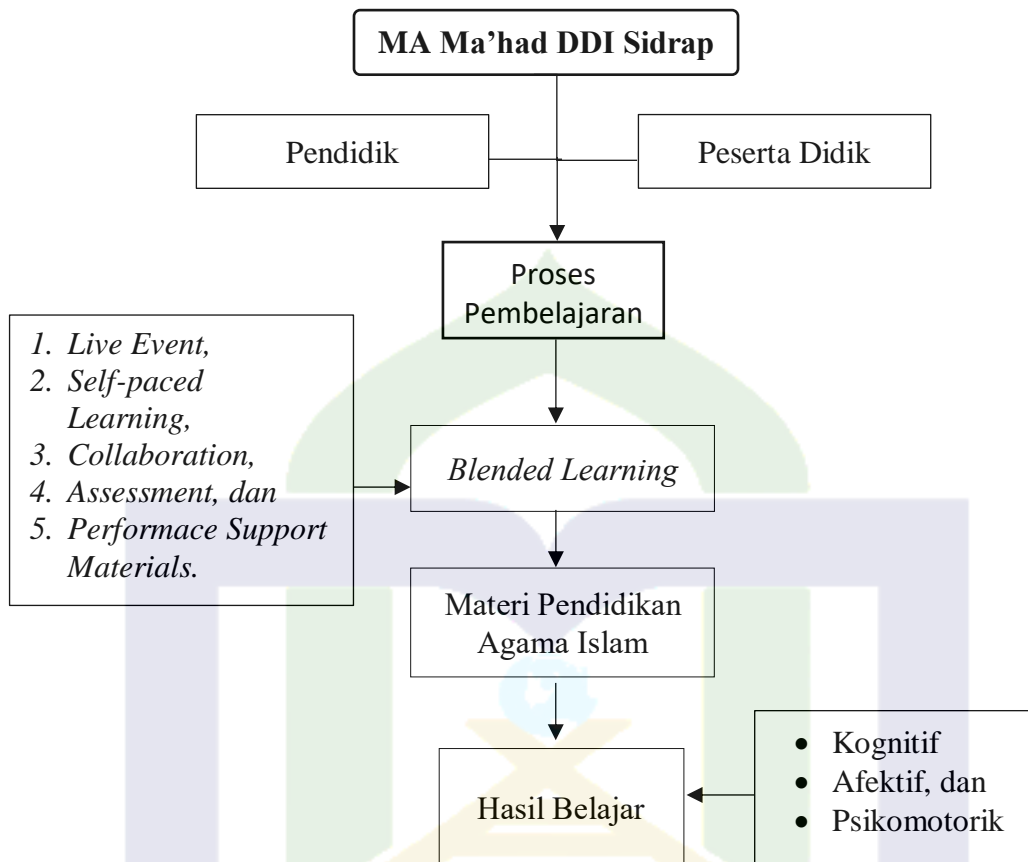 MA Ma’had DDI Sidrap
Pendidik
Peserta Didik
Proses
Pembelajaran
1. Live Event,
2. Self-paced
Learning,
3. Collaboration,
4. Assessment, dan
5. Performace Support
Materials.
Blended Learning
Materi Pendidikan
Agama Islam
Hasil Belajar
• Kognitif
• Afektif, dan
• Psikomotorik